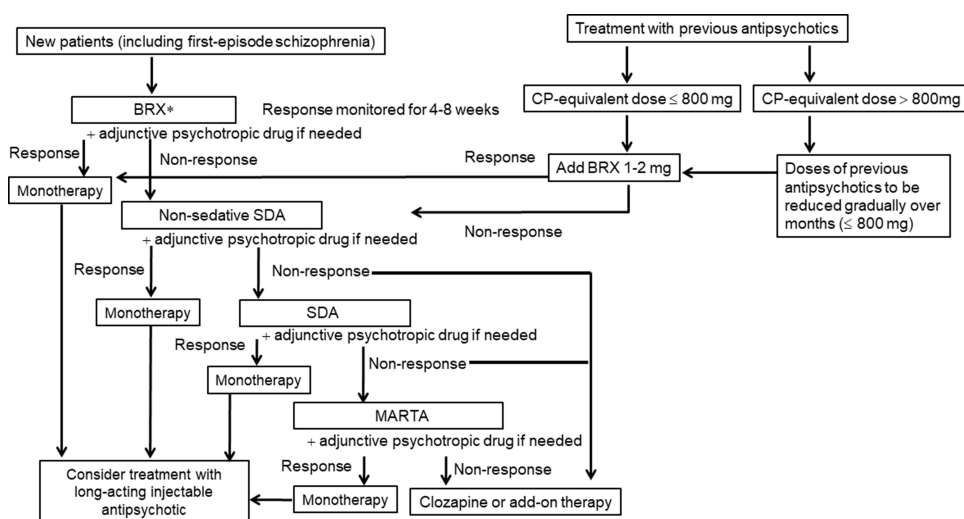 New patients (including first-episode schizophrenia)
Treatment with previous antipsychotics
BRX*
Response monitored for 4-8 weeks
CP-equivalent dose ≤ 800 mg
CP-equivalent dose > 800mg
+ adjunctive psychotropic drug if needed
Response
Non-response
Response
Add BRX 1-2 mg
Doses of previous
antipsychotics to be
reduced gradually over
months (≤ 800 mg)
Monotherapy
Non-sedative SDA
Non-response
+ adjunctive psychotropic drug if needed
Response
Non-response
Monotherapy
SDA
+ adjunctive psychotropic drug if needed
Response
Non-response
Monotherapy
MARTA
+ adjunctive psychotropic drug if needed
Response
Non-response
Consider treatment with
long-acting injectable
antipsychotic
Monotherapy
Clozapine or add-on therapy